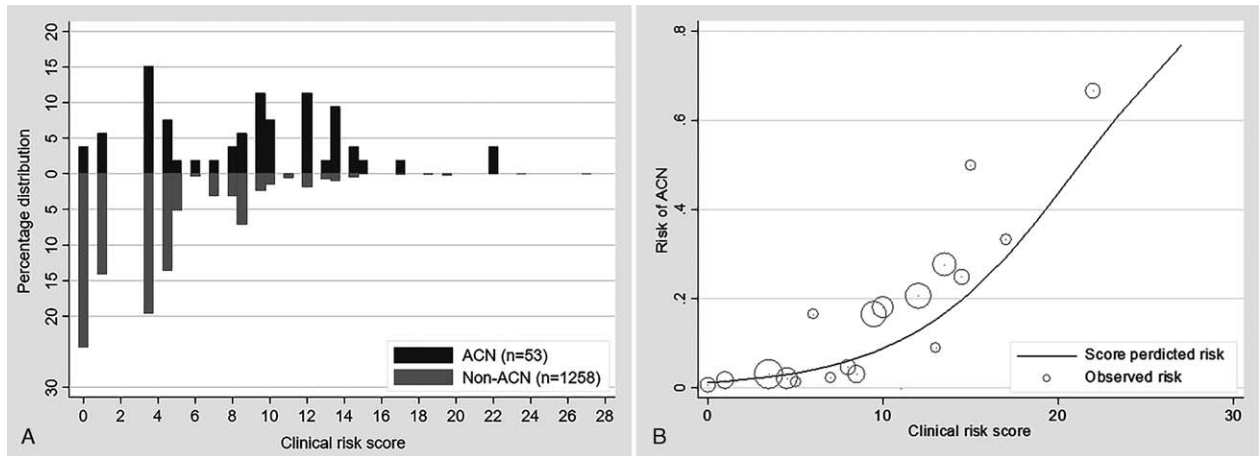 20
15
10
5
0
5
10
15
20
30
Percentage distribution
0 2 4 6 8 10 12 14 16 18 20 22 24 26 28
Clinical risk score
ACN (n=53)
Non-ACN (n=1258)
A
.8
.6
.4
.2
0
Risk of ACN
0 10 20 30
Clinical risk score
Score perdicted risk
Observed risk
B